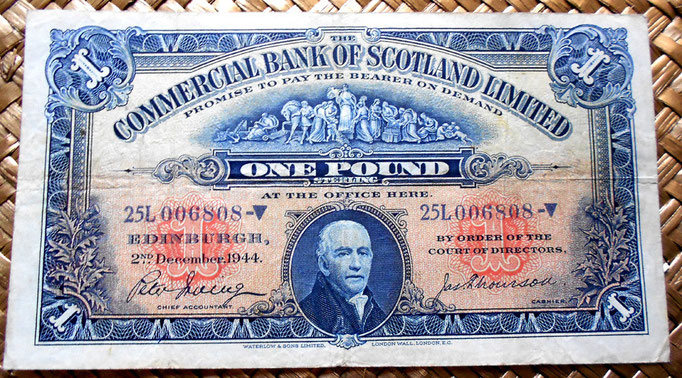 1 1
THE
COMMERCIAL BANK OF SCOTLAND LIMITED
PROMISE TO PAY THE BEARER ON DEMAND
ONE POUND
STERLING
AT THE OFFICE HERE.
25L 006808-▼ 25L 006808-▼
EDINBURGH, BY ORDER OF THE
2ND December, 1944. COURT OF DIRECTORS.
1 1
CHIEF ACCOUNTANT. CASHIER.
1 1
WATERLOW & SONS LIMITED, LONDON WALL, LONDON, E.C.